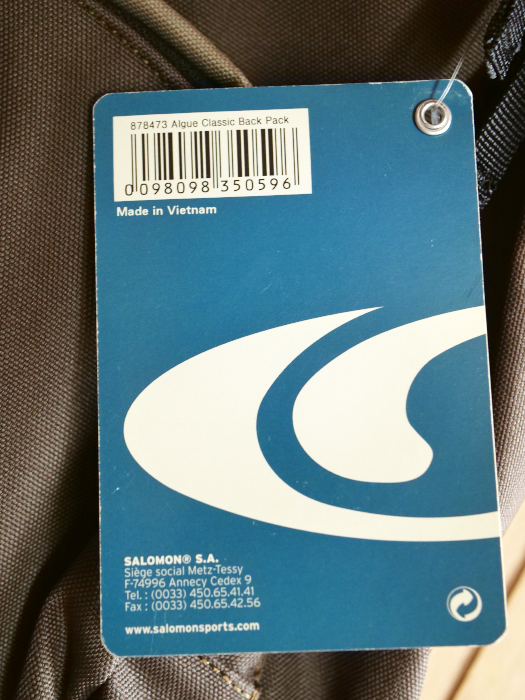 878473 Algue Classic Back Pack
0 098098 350596
Made in Vietnam
SALOMON® S.A.
Siège social Metz-Tessy
F-74996 Annecy Cedex 9
Tel. : (0033) 450.65.41.41
Fax : (0033) 450.65.42.56
www.salomonsports.com